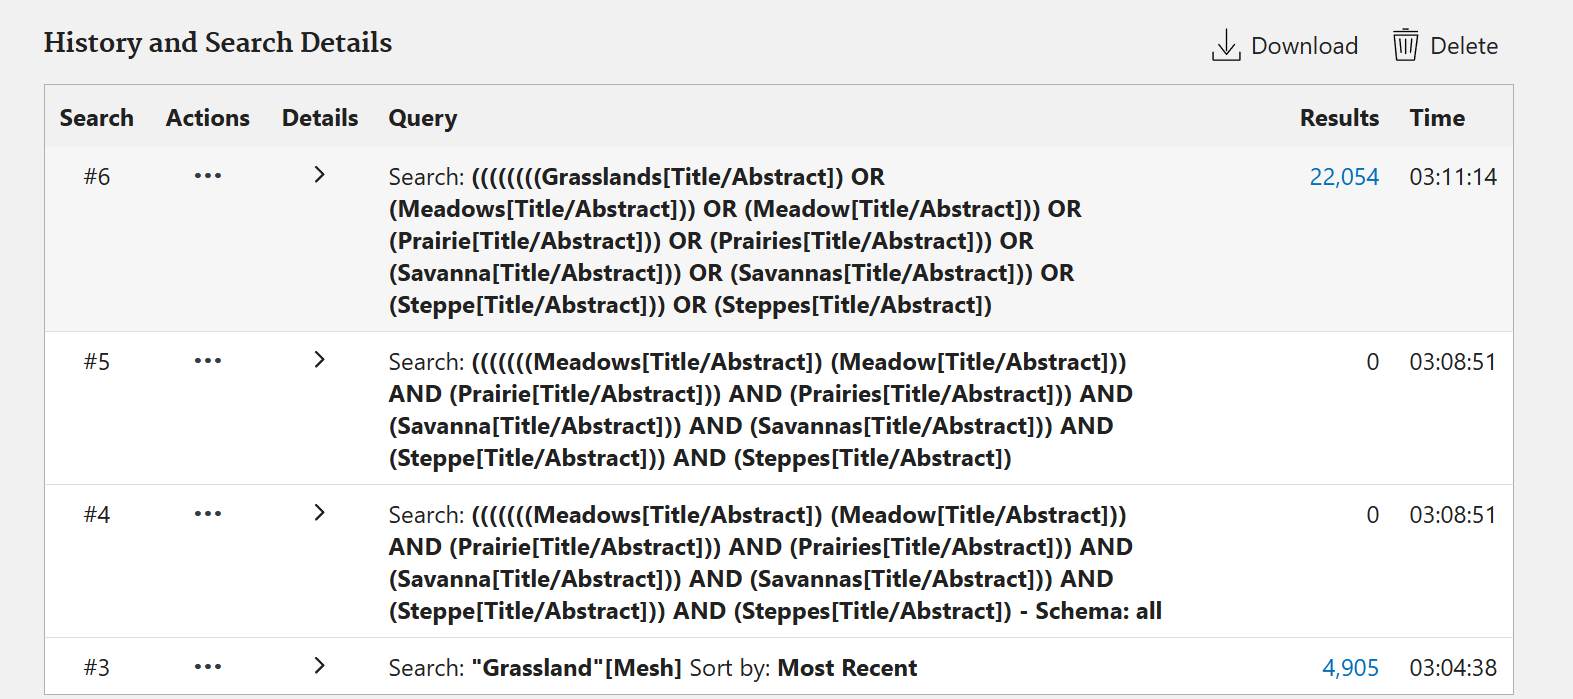 History and Search Details
Download
Delete
Search Actions Details Query Results Time
#6 ••• Search: ((((((((Grasslands[Title/Abstract]) OR 22,054 03:11:14
(Meadows[Title/Abstract])) OR (Meadow[Title/Abstract])) OR
(Prairie[Title/Abstract])) OR (Prairies[Title/Abstract])) OR
(Savanna[Title/Abstract])) OR (Savannas[Title/Abstract])) OR
(Steppe[Title/Abstract])) OR (Steppes[Title/Abstract])
#5 ••• Search: (((((((Meadows[Title/Abstract]) (Meadow[Title/Abstract])) 0 03:08:51
AND (Prairie[Title/Abstract])) AND (Prairies[Title/Abstract])) AND
(Savanna[Title/Abstract])) AND (Savannas[Title/Abstract])) AND
(Steppe[Title/Abstract])) AND (Steppes[Title/Abstract])
#4 ••• Search: (((((((Meadows[Title/Abstract]) (Meadow[Title/Abstract])) 0 03:08:51
AND (Prairie[Title/Abstract])) AND (Prairies[Title/Abstract])) AND
(Savanna[Title/Abstract])) AND (Savannas[Title/Abstract])) AND
(Steppe[Title/Abstract])) AND (Steppes[Title/Abstract]) - Schema: all
#3 ••• Search: "Grassland"[Mesh] Sort by: Most Recent 4,905 03:04:38